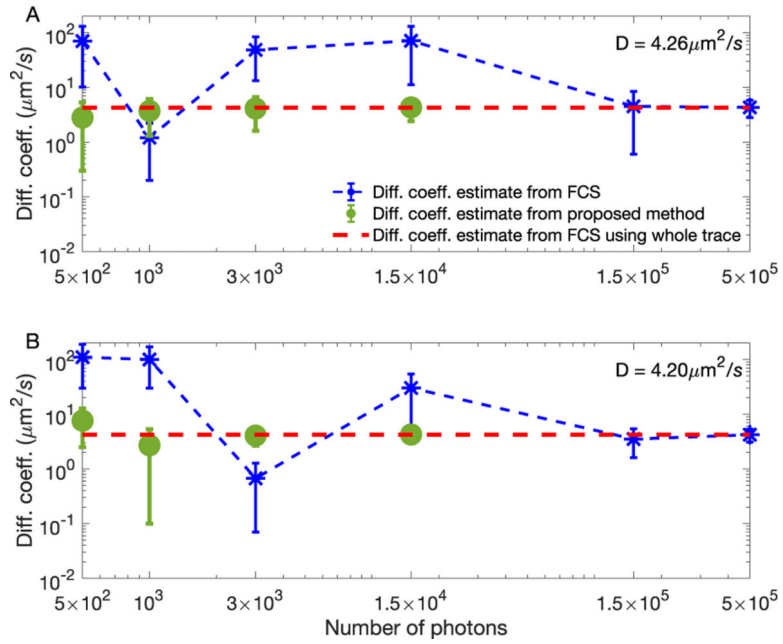 A
D = 4.26μm²/s
Diff. coeff. (μm²/s)
10²
10¹
10⁰
10⁻¹
10⁻²
Diff. coeff. estimate from FCS
Diff. coeff. estimate from proposed method
Diff. coeff. estimate from FCS using whole trace
5×10² 10³ 3×10³ 1.5×10⁴ 1.5×10⁵ 5×10⁵
B
D = 4.20μm²/s
Diff. coeff. (μm²/s)
10²
10¹
10⁰
10⁻¹
10⁻²
5×10² 10³ 3×10³ 1.5×10⁴ 1.5×10⁵ 5×10⁵
Number of photons